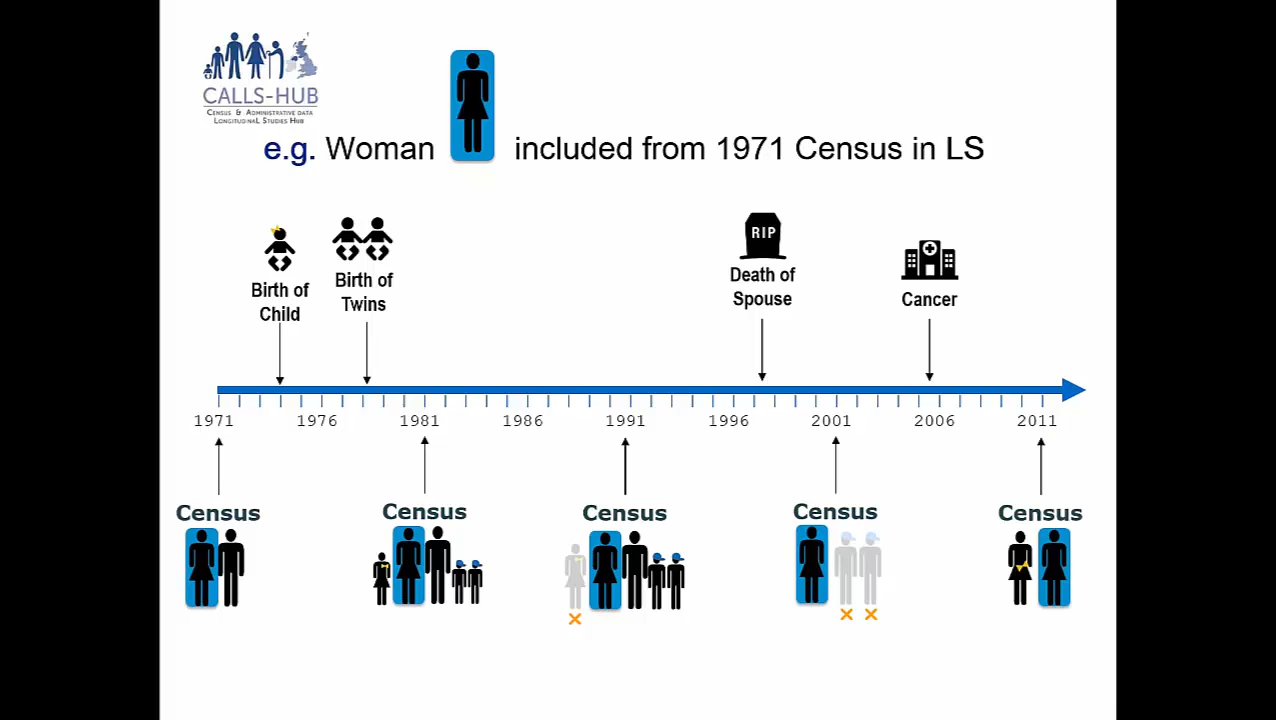 CALLS-HUB
Census & Administrative data
Longitudinal Studies Hub
e.g. Woman included from 1971 Census in LS
RIP
Birth of
Child
Birth of
Twins
Death of
Spouse
Cancer
1971 1976 1981 1986 1991 1996 2001 2006 2011
Census Census Census Census Census